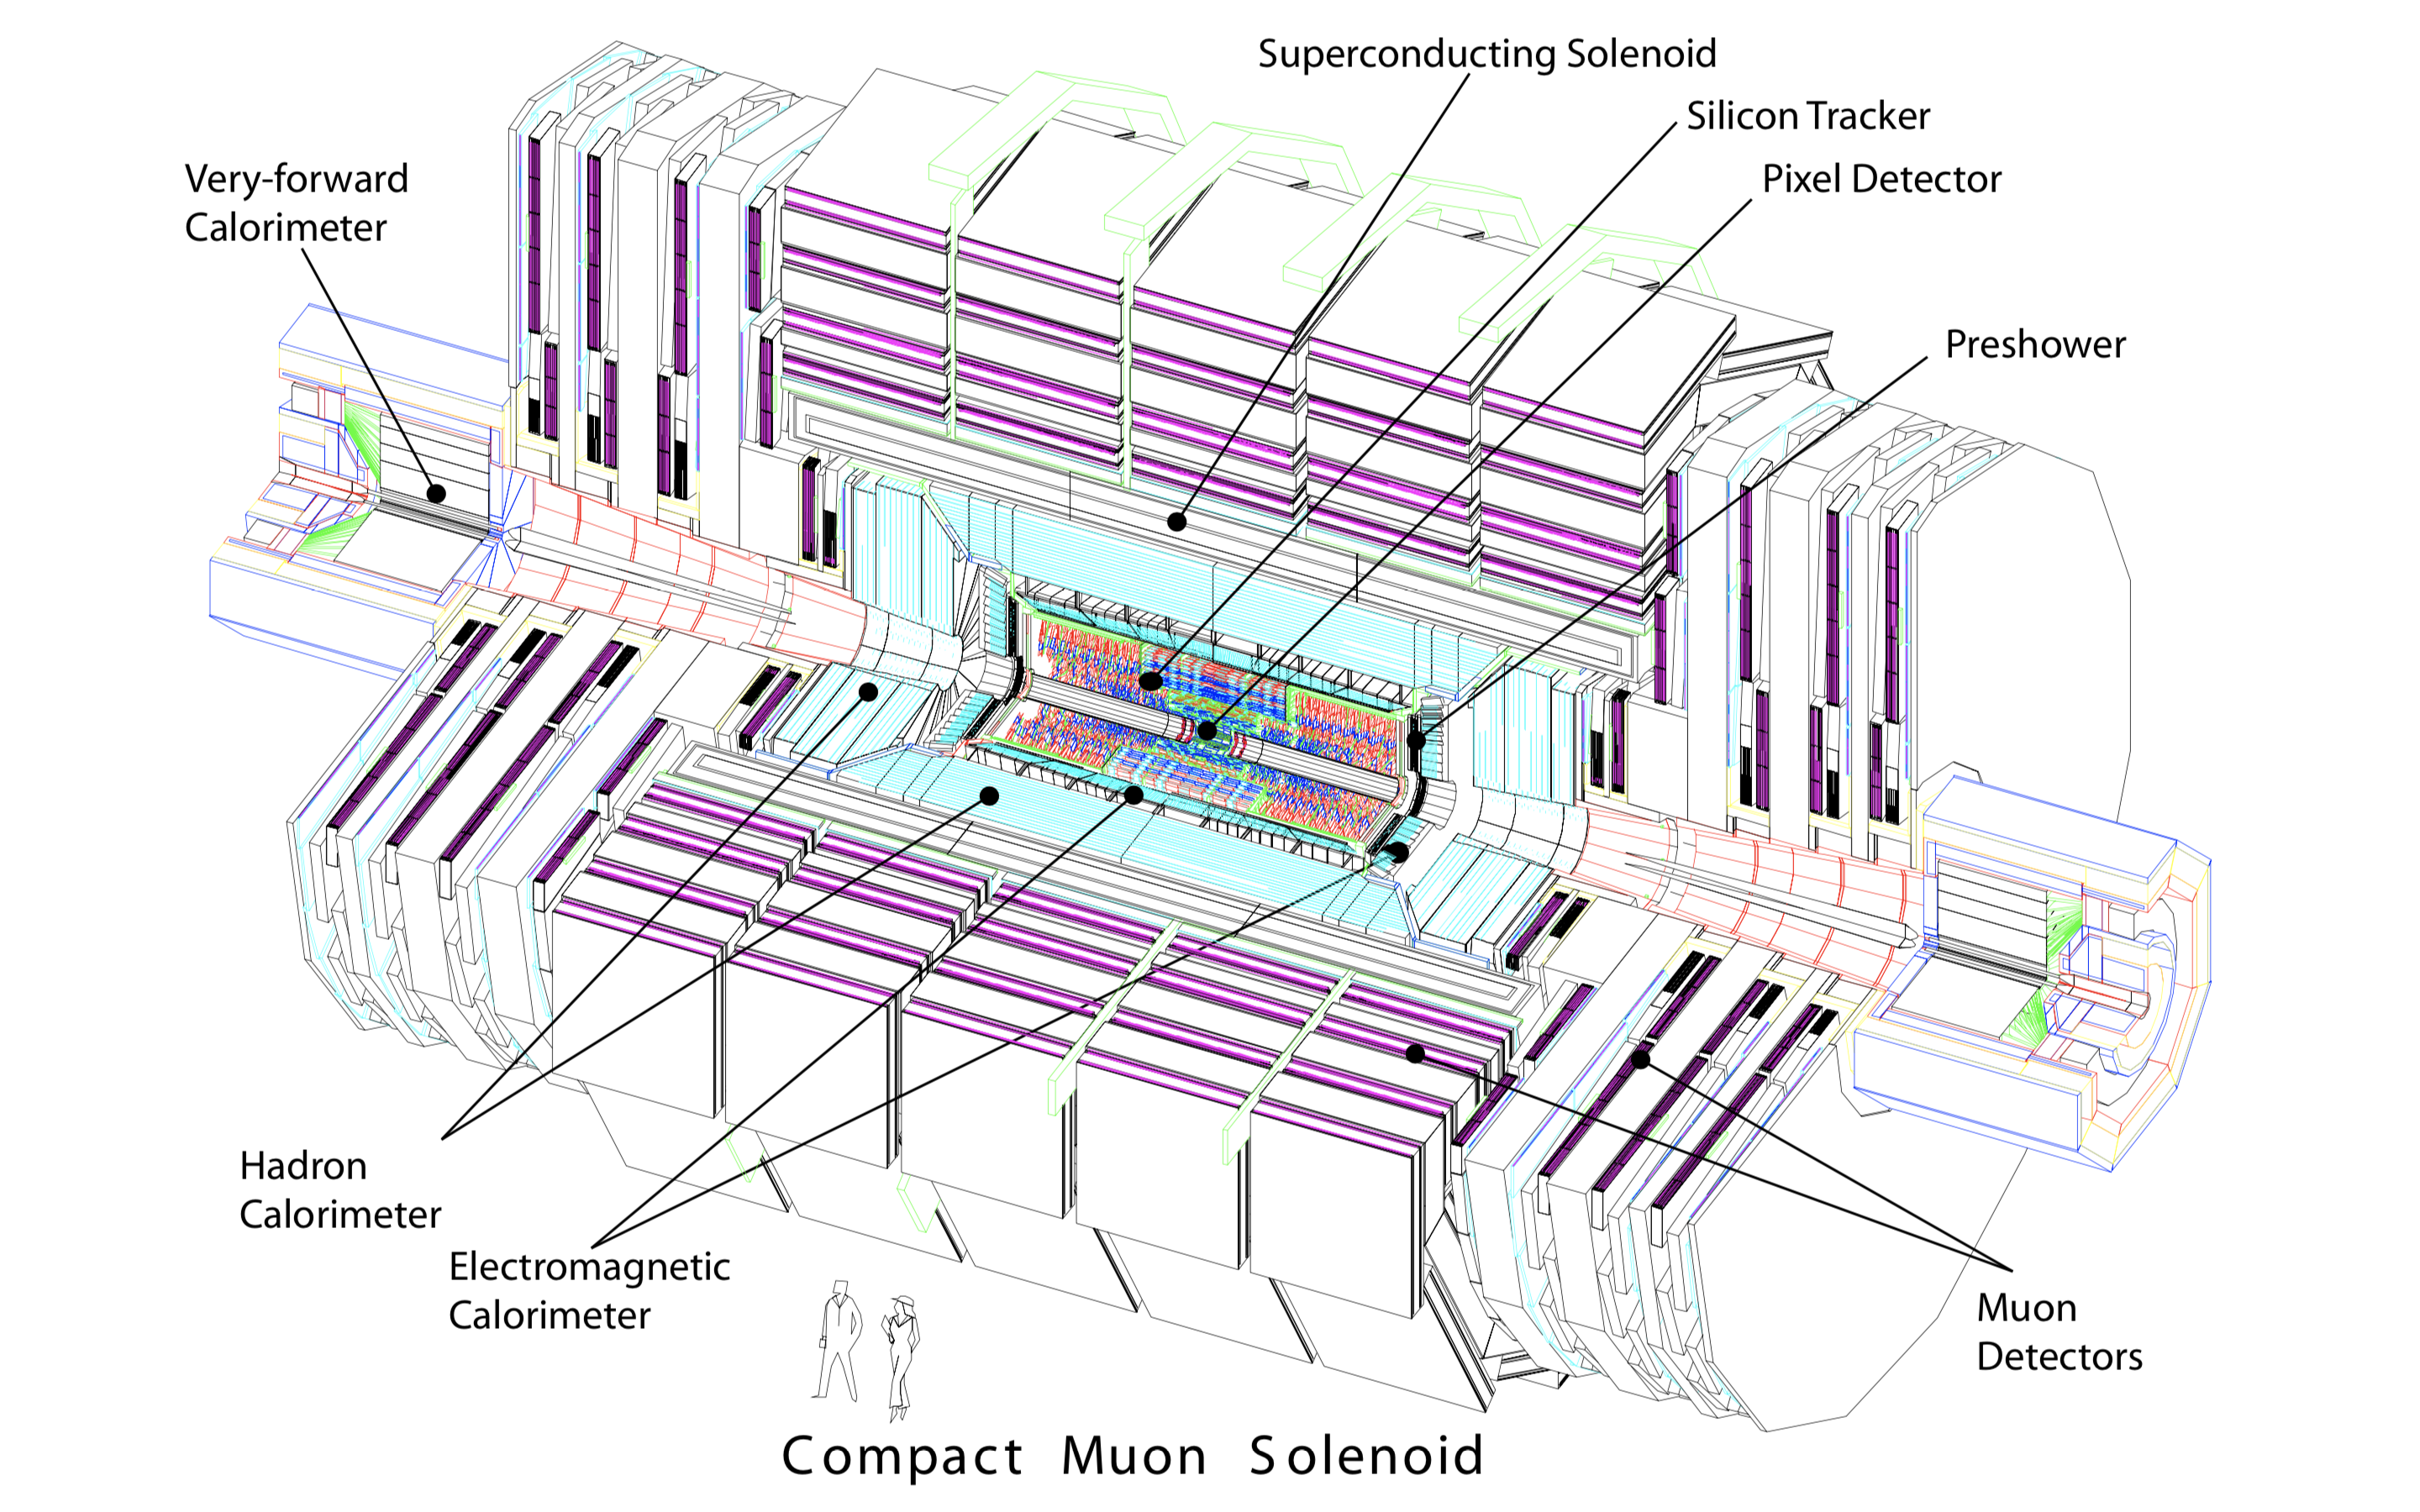 Superconducting Solenoid
Silicon Tracker
Pixel Detector
Very-forward
Calorimeter
Preshower
Hadron
Calorimeter
Electromagnetic
Calorimeter
Muon
Detectors
Compact Muon Solenoid